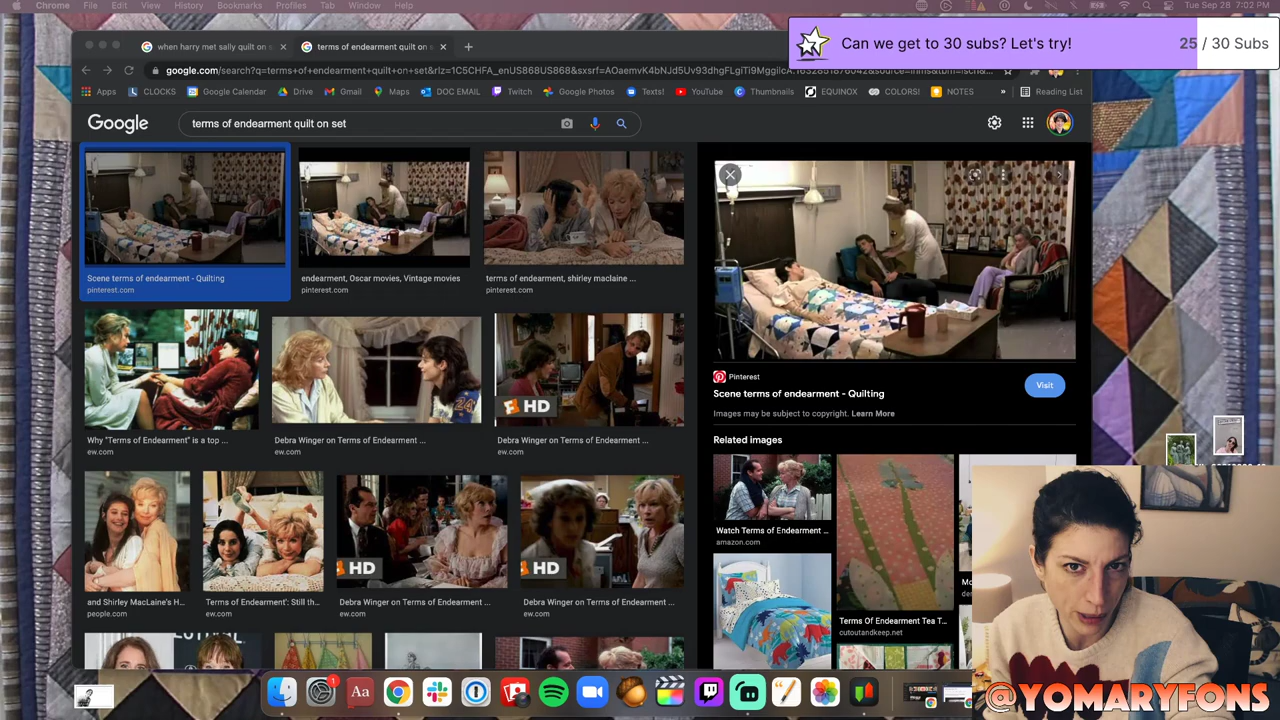 Chrome File Edit View History Bookmarks Profiles Tab Window Help
Tue Sep 28 7:02 PM
Can we get to 30 subs? Let's try!
25 / 30 Subs
when harry met sally quilt on s
terms of endearment quilt on s
Apps CLOCKS Google Calendar Drive Gmail Maps DOC EMAIL Twitch Google Photos Texts! YouTube Thumbnails EQUINOX COLORS! NOTES » Reading List
Google
terms of endearment quilt on set
Scene terms of endearment - Quilting
pinterest.com
endearment, Oscar movies, Vintage movies
pinterest.com
terms of endearment, shirley maclaine ...
pinterest.com
Pinterest
Scene terms of endearment - Quilting
Visit
Images may be subject to copyright. Learn More
Related images
HD
24
Why "Terms of Endearment" is a top ...
ew.com
Debra Winger on Terms of Endearment ...
ew.com
Debra Winger on Terms of Endearment ...
ew.com
Watch Terms of Endearment ...
amazon.com
HD
HD
and Shirley MacLaine's H...
people.com
Terms of Endearment': Still th...
ew.com
Debra Winger on Terms of Endearment ...
ew.com
Debra Winger on Terms of Endearment ...
ew.com
Terms Of Endearment Tea T...
cutoutandkeep.net
Aa
1
@YOMARYFONS